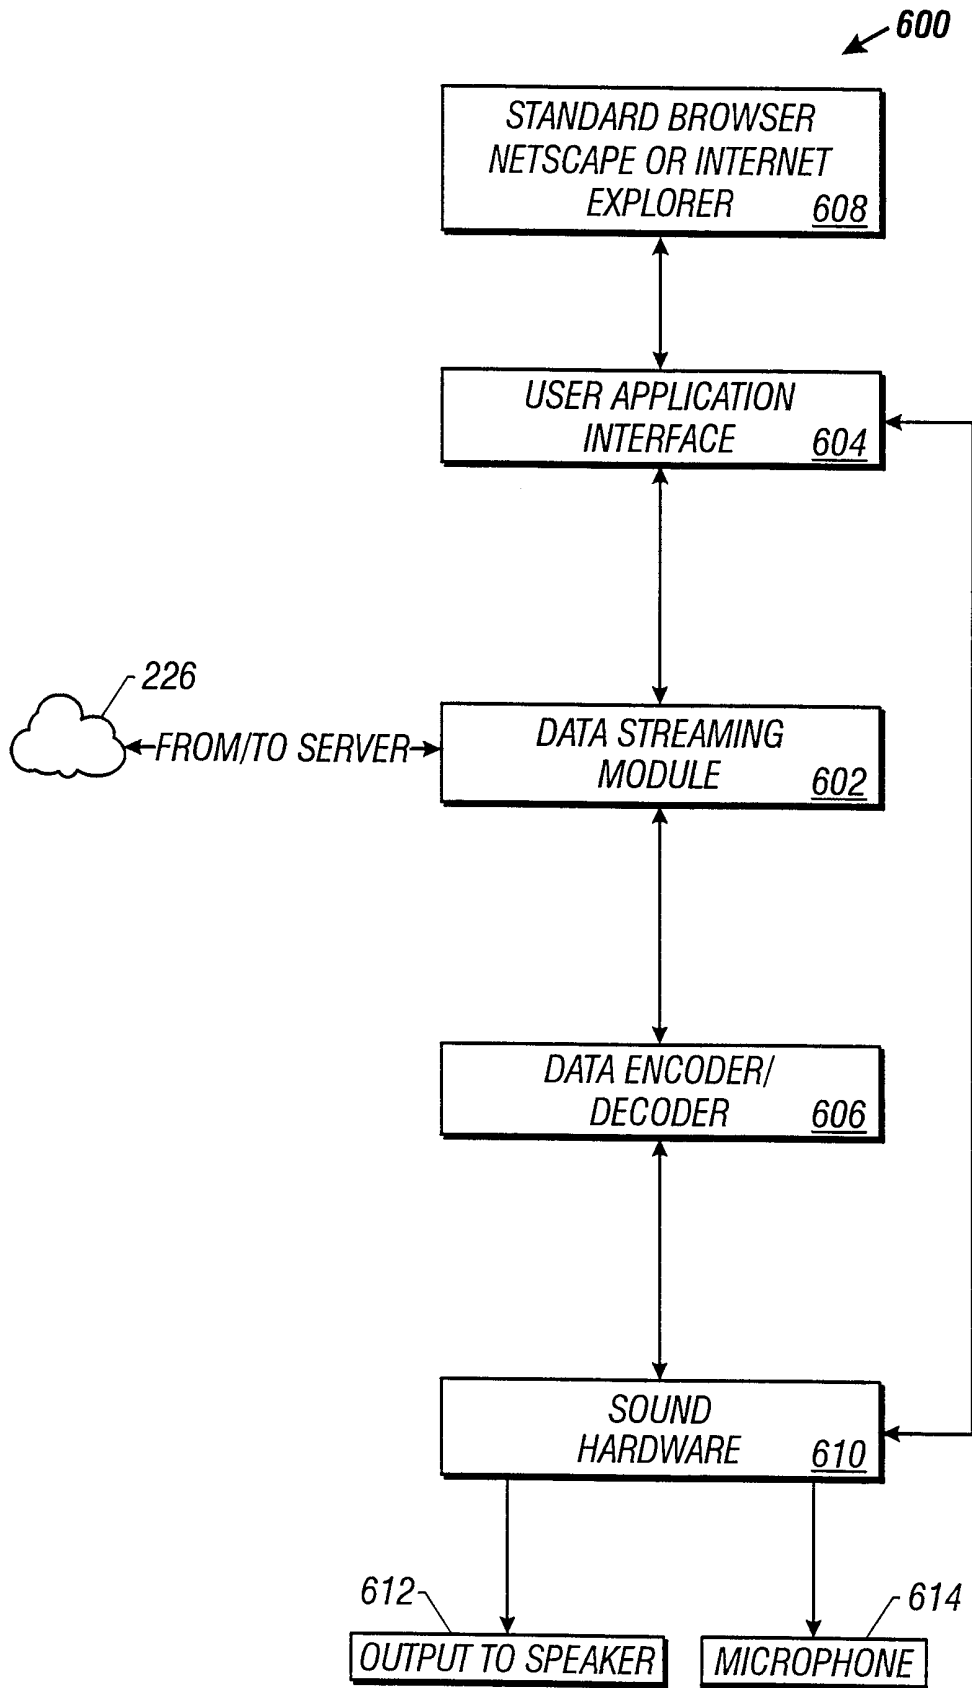 600
STANDARD BROWSER
NETSCAPE OR INTERNET
EXPLORER 608
USER APPLICATION
INTERFACE 604
226
FROM/TO SERVER
DATA STREAMING
MODULE 602
DATA ENCODER/
DECODER 606
SOUND
HARDWARE 610
612
614
OUTPUT TO SPEAKER
MICROPHONE